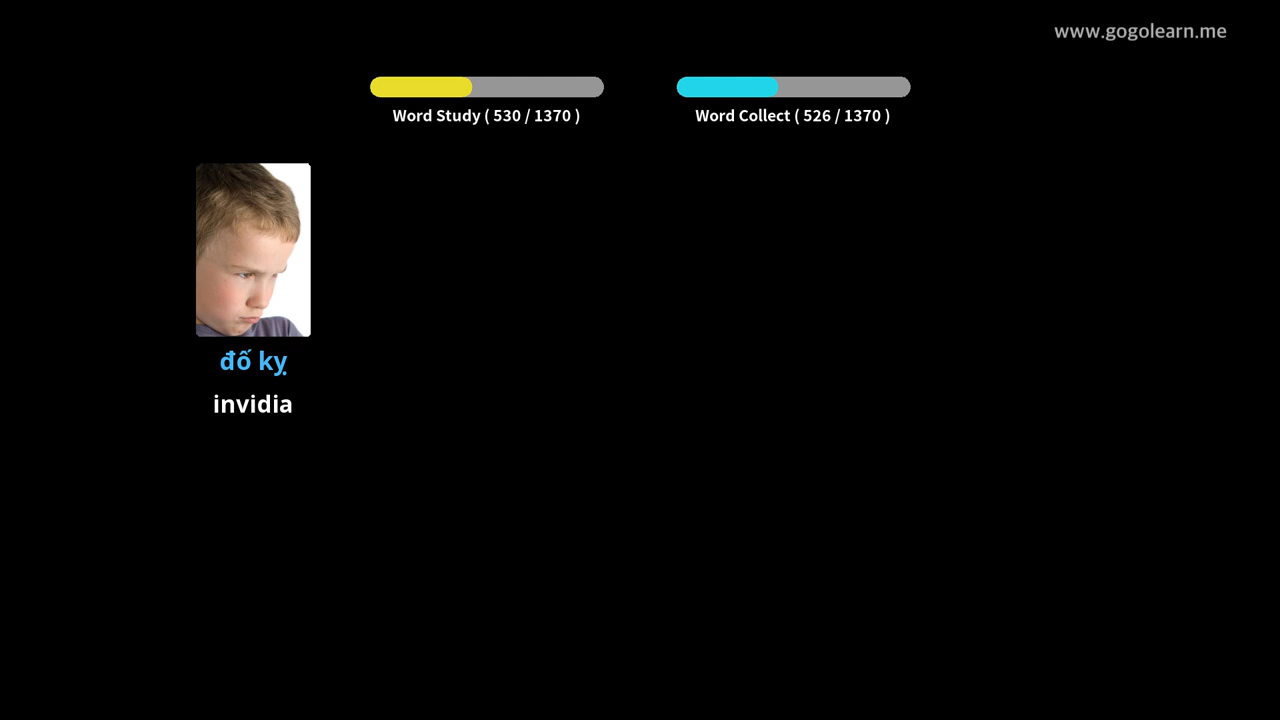 www.gogolearn.me
Word Study ( 530 / 1370 )
Word Collect ( 526 / 1370 )
đố kỵ
invidia